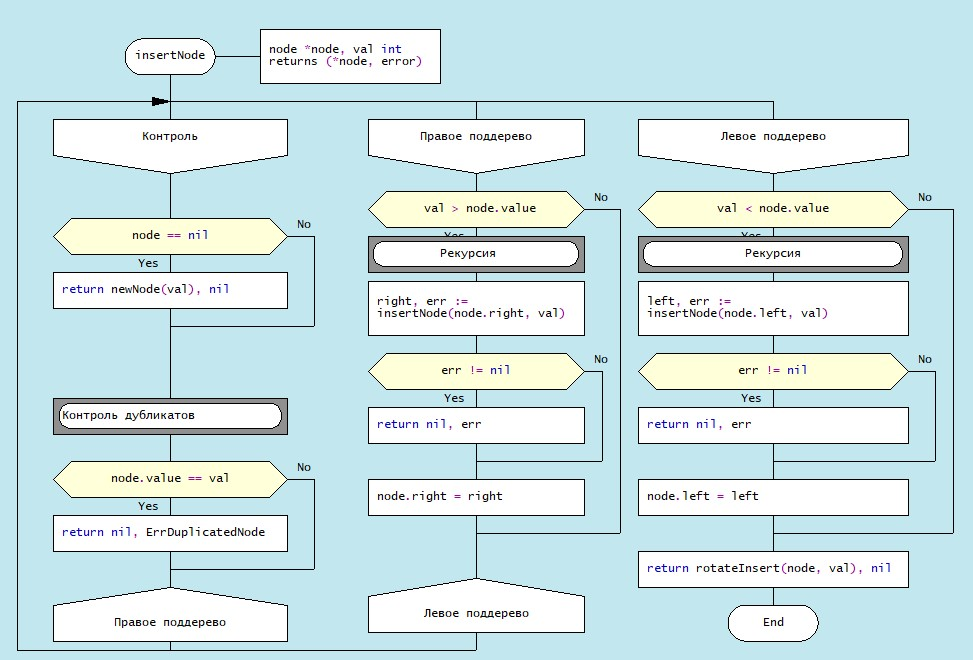 insertNode
node *node, val int
returns (*node, error)
Контроль
node == nil
No
Yes
return newNode(val), nil
Контроль дубликатов
node.value == val
No
Yes
return nil, ErrDuplicatedNode
Правое поддерево
Правое поддерево
val > node.value
No
Yes
Рекурсия
right, err :=
insertNode(node.right, val)
err != nil
No
Yes
return nil, err
node.right = right
Левое поддерево
Левое поддерево
val < node.value
No
Yes
Рекурсия
left, err :=
insertNode(node.left, val)
err != nil
No
Yes
return nil, err
node.left = left
return rotateInsert(node, val), nil
End